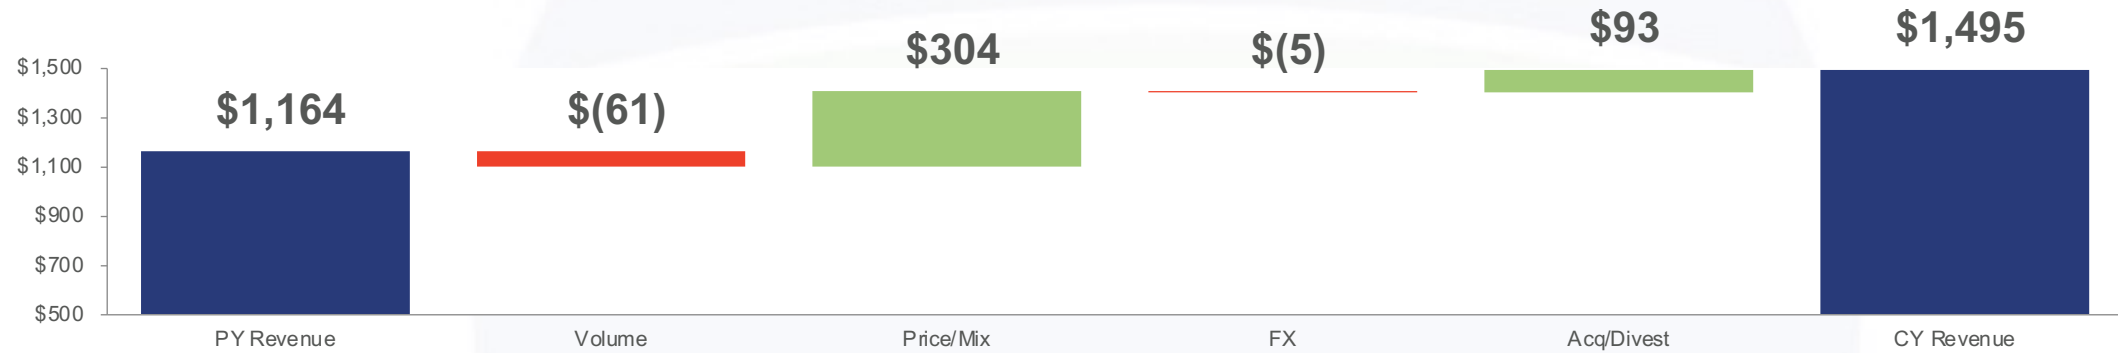 $93
$1,495
$304
$(5)
$1,164
$(61)
$1,500
$1,300
$1,100
$900
$700
$500
PY Revenue
Volume
Price/Mix
FX
Acq/Divest
CY Revenue